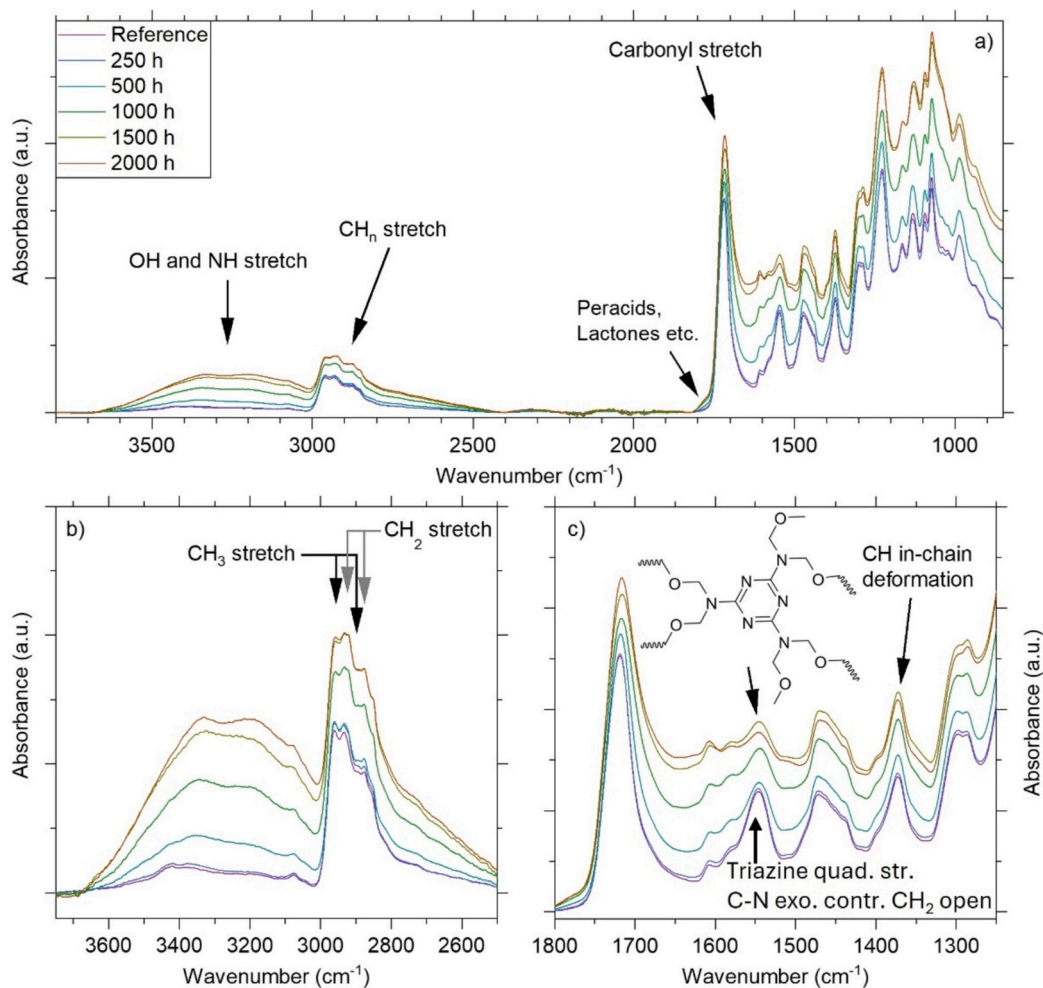 Reference
250 h
500 h
1000 h
1500 h
2000 h
a)
Carbonyl stretch
CHₙ stretch
OH and NH stretch
Peracids,
Lactones etc.
Absorbance (a.u.)
3500 3000 2500 2000 1500 1000
Wavenumber (cm⁻¹)
b)
CH₂ stretch
CH₃ stretch
Absorbance (a.u.)
3600 3400 3200 3000 2800 2600
Wavenumber (cm⁻¹)
c)
O
O N N O
N N
N N N
O N
O
O
CH in-chain
deformation
Triazine quad. str.
C-N exo. contr. CH₂ open
Absorbance (a.u.)
1800 1700 1600 1500 1400 1300
Wavenumber (cm⁻¹)